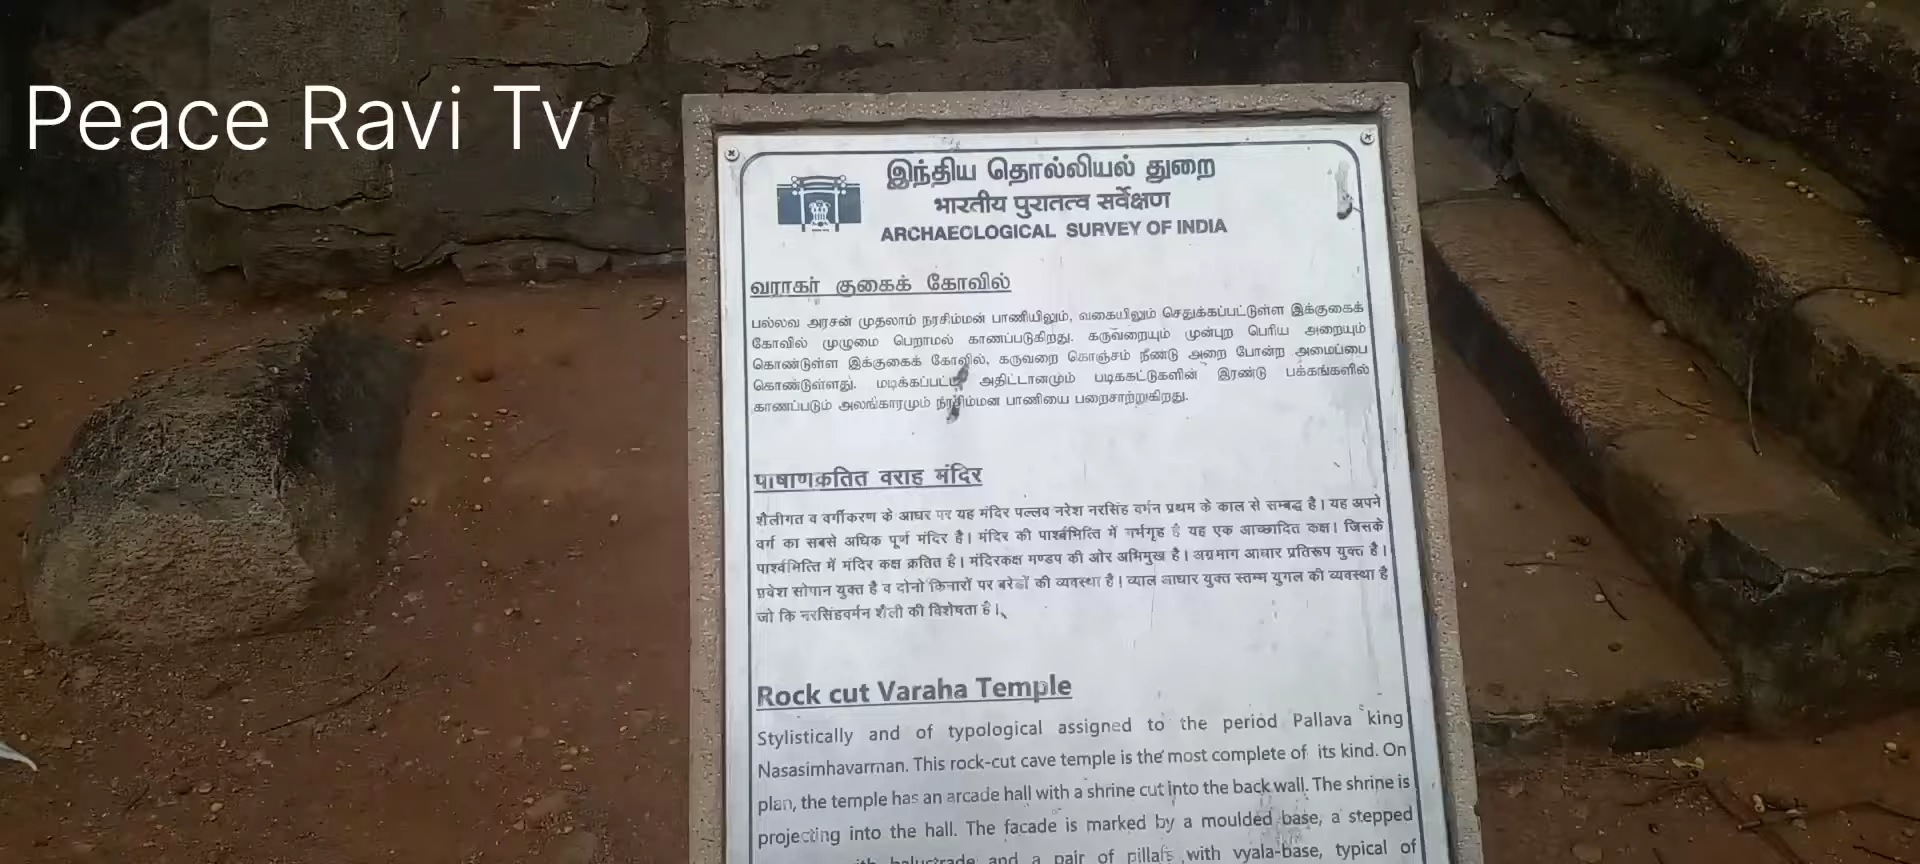 Peace Ravi Tv
இந்திய தொல்லியல் துறை
भारतीय पुरातत्व सर्वेक्षण
ARCHAEOLOGICAL SURVEY OF INDIA
வராகர் குகைக் கோவில்
பல்லவ அரசன் முதலாம் நரசிம்மன் பாணியிலும், வகையிலும் செதுக்கப்பட்டுள்ள இக்குகைக்
கோவில் முழுமை பெறாமல் காணப்படுகிறது. கருவறையும் முன்புற பெரிய அறையும்
கொண்டுள்ள இக்குகைக் கோவில், கருவறை கொஞ்சம் நீண்டு அறை போன்ற அமைப்பை
கொண்டுள்ளது. மடிக்கப்பட்ட அதிட்டானமும் படிககட்டுகளின் இரண்டு பக்கங்களில்
காணப்படும் அலங்காரமும் நரசிம்மன பாணியை பறைசாற்றுகிறது.
पाषाणक्रतित वराह मंदिर
शैलीगत व वर्गीकरण के आधर पर यह मंदिर पल्लव नरेश नरसिंह वर्मन प्रथम के काल से सम्बद्ध है। यह अपने
वर्ग का सबसे अधिक पूर्ण मंदिर है। मंदिर की पार्श्वभित्ति में गर्भगृह है यह एक आच्छादित कक्ष। जिसके
पार्श्वभित्ति में मंदिर कक्ष क्रतित है। मंदिरकक्ष मण्डप की ओर अभिमुख है। अग्रभाग आधार प्रतिरूप युक्त है।
प्रवेश सोपान युक्त है व दोनो किनारों पर बरेडों की व्यवस्था है। व्याल आधार युक्त स्तम्भ युगल की व्यवस्था है
जो कि नरसिंहवर्मन शैली की विशेषता है।
Rock cut Varaha Temple
Stylistically and of typological assigned to the period Pallava king
Nasasimhavarman. This rock-cut cave temple is the most complete of its kind. On
plan, the temple has an arcade hall with a shrine cut into the back wall. The shrine is
projecting into the hall. The facade is marked by a moulded base, a stepped
with balustrade and a pair of pillars with vyala-base, typical of